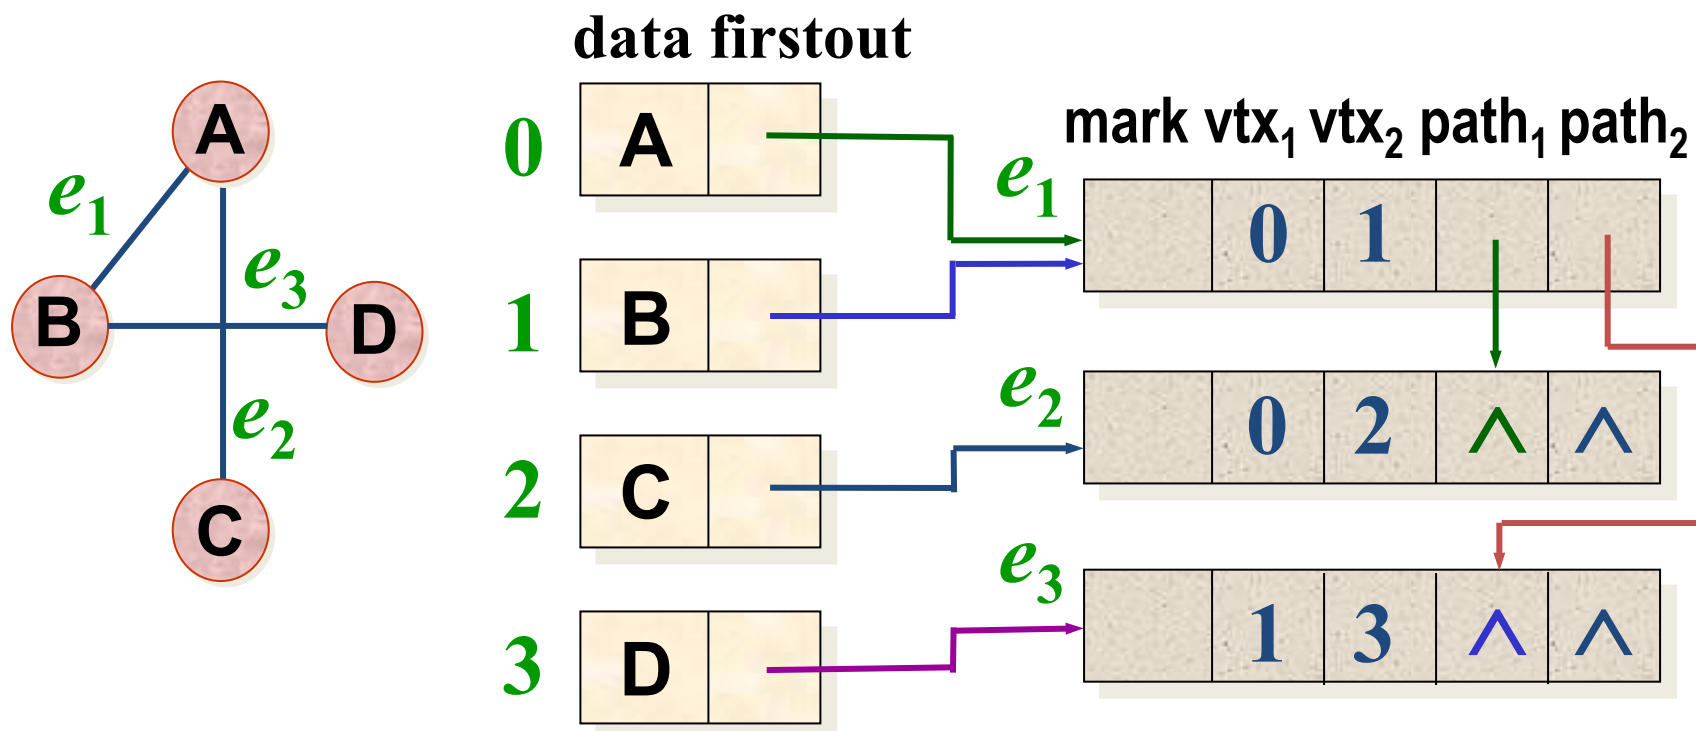 data firstout
mark vtx₁ vtx₂ path₁ path₂
A
e₁
e₃
B
D
e₂
C
0 A
1 B
2 C
3 D
e₁ 0 1
e₂ 0 2 ∧ ∧
e₃ 1 3 ∧ ∧